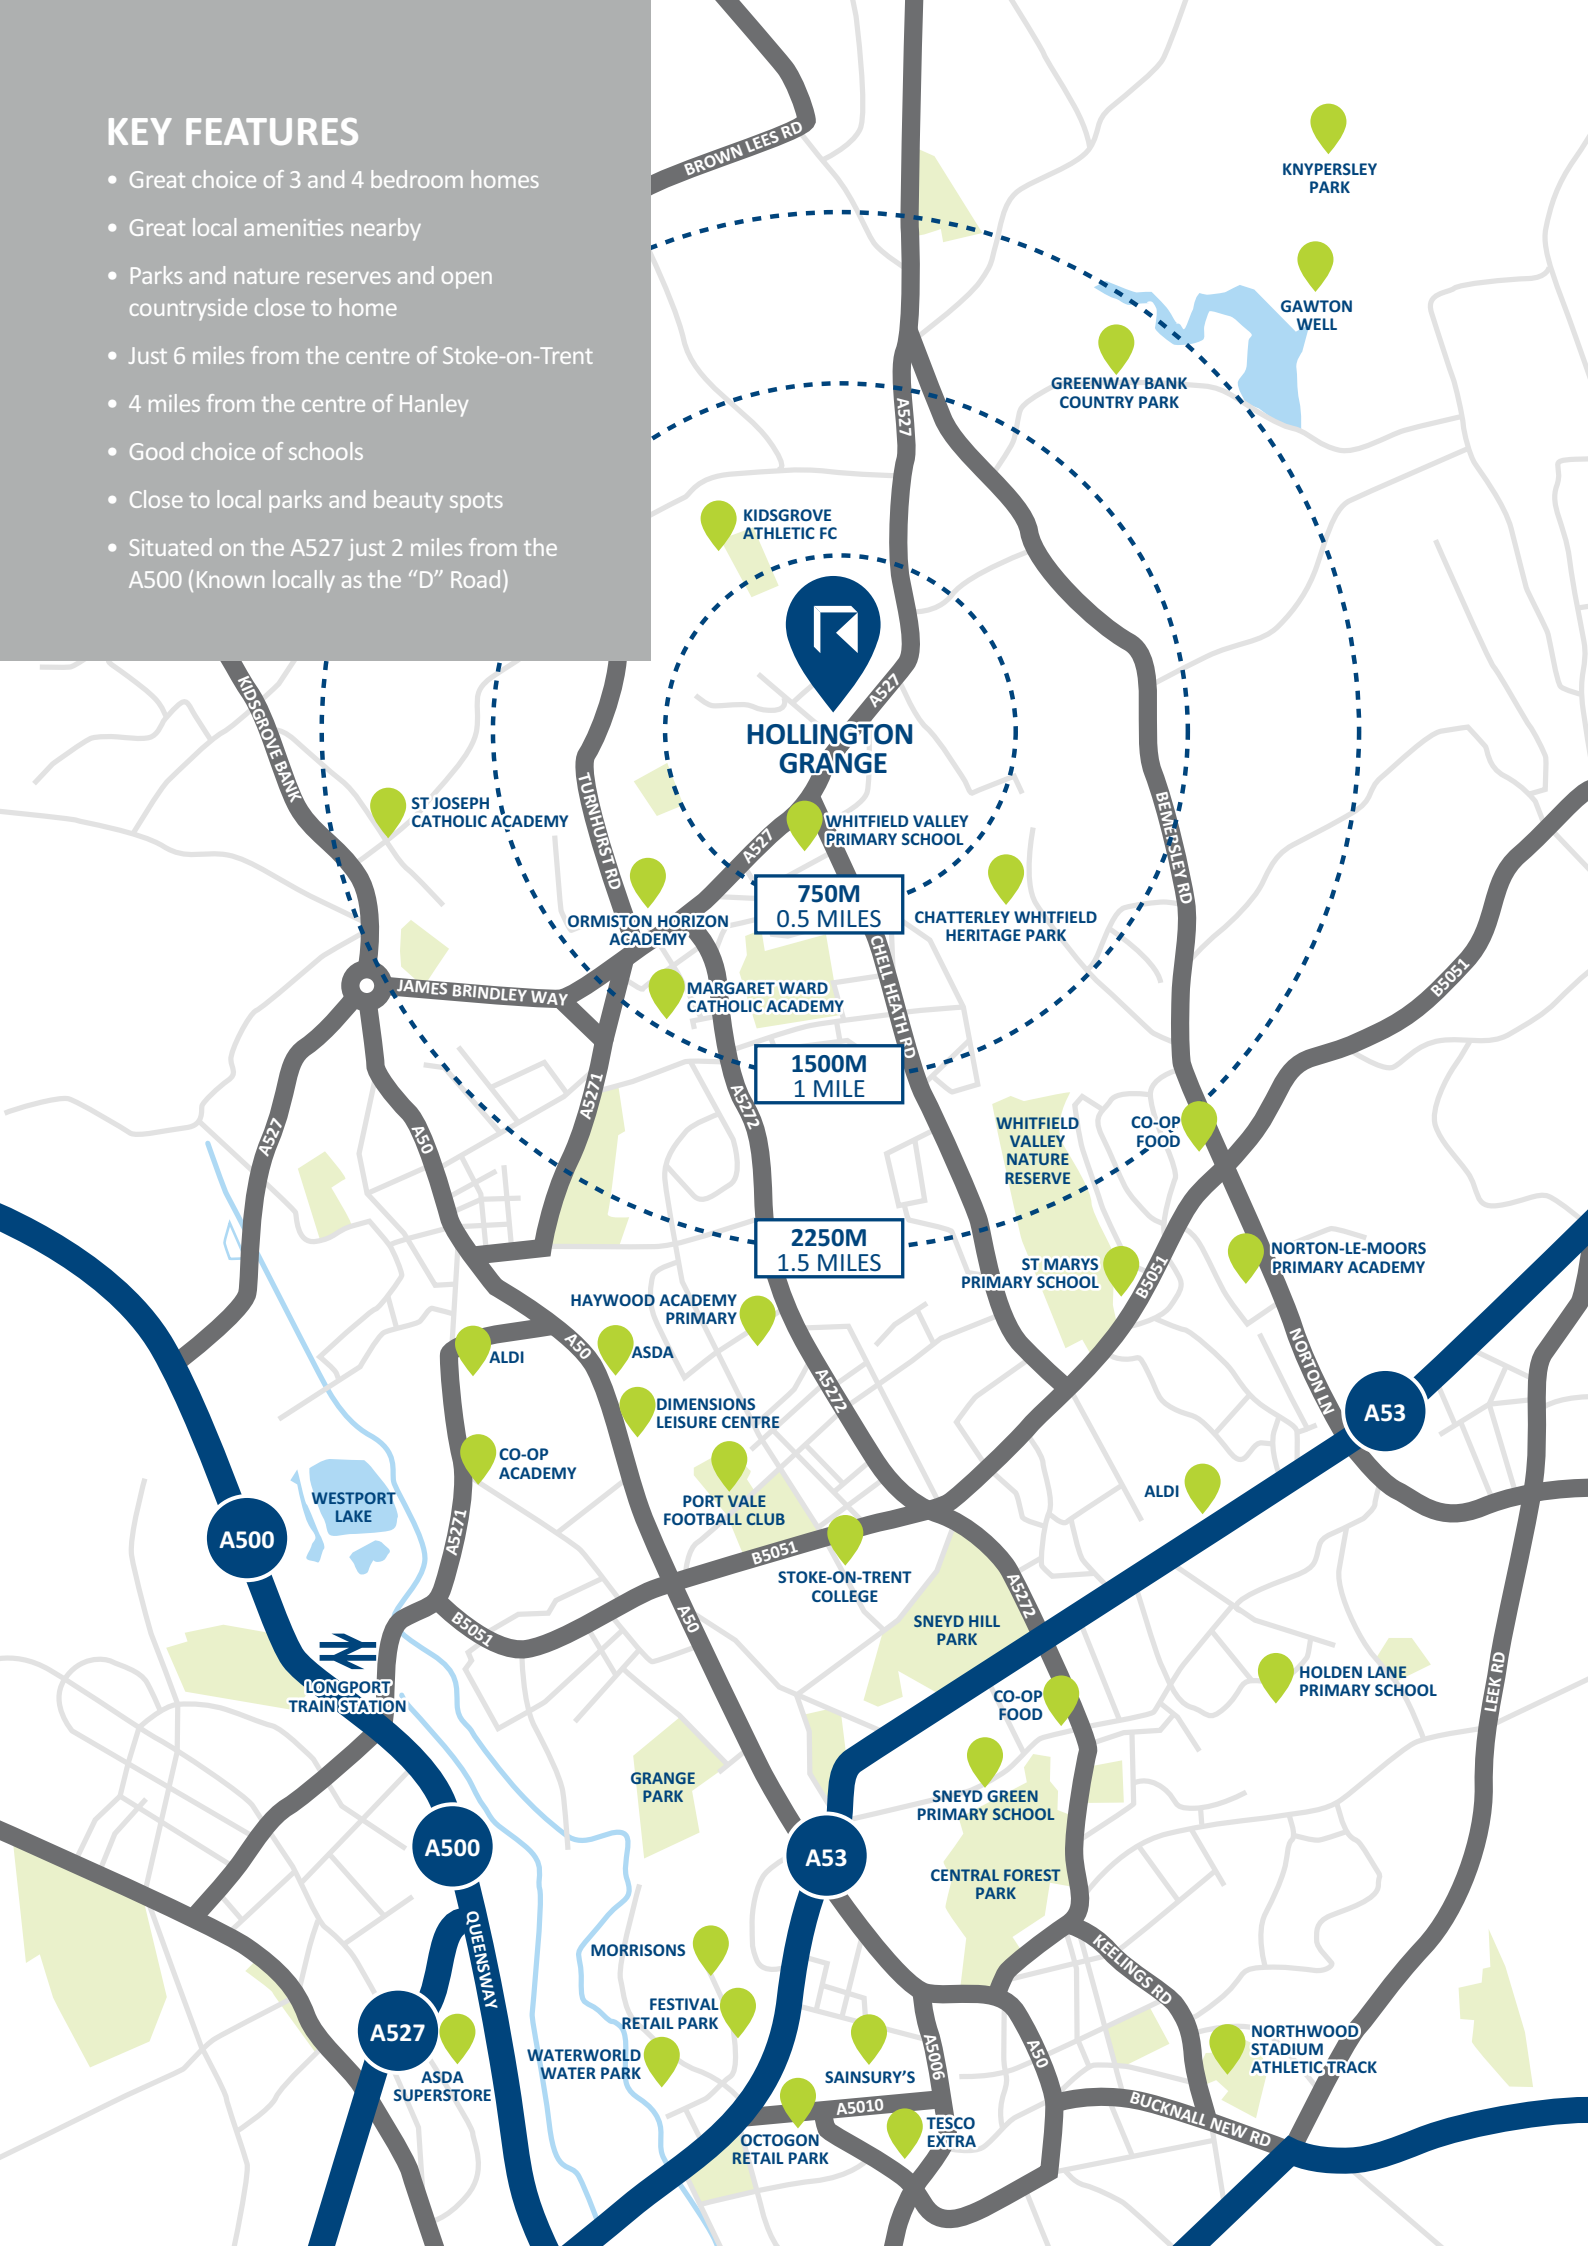 KEY FEATURES
• Great choice of 3 and 4 bedroom homes
• Great local amenities nearby
• Parks and nature reserves and open
countryside close to home
• Just 6 miles from the centre of Stoke-on-Trent
• 4 miles from the centre of Hanley
• Good choice of schools
• Close to local parks and beauty spots
• Situated on the A527 just 2 miles from the
A500 (Known locally as the “D” Road)
BROWN LEES RD
KNYPERSLEY
PARK
GAWTON
WELL
GREENWAY BANK
COUNTRY PARK
A527
KIDSGROVE
ATHLETIC FC
A527
HOLLINGTON
GRANGE
KIDSGROVE BANK
TURNHURST RD
ST JOSEPH
CATHOLIC ACADEMY
A527
WHITFIELD VALLEY
PRIMARY SCHOOL
BEMERSLEY RD
750M
0.5 MILES
ORMISTON HORIZON
ACADEMY
CHATTERLEY WHITFIELD
HERITAGE PARK
CHELL HEATH RD
B5051
JAMES BRINDLEY WAY
MARGARET WARD
CATHOLIC ACADEMY
1500M
1 MILE
A5271
A5272
A527
A50
WHITFIELD
VALLEY
NATURE
RESERVE
CO-OP
FOOD
2250M
1.5 MILES
ST MARYS
PRIMARY SCHOOL
B5051
NORTON-LE-MOORS
PRIMARY ACADEMY
HAYWOOD ACADEMY
PRIMARY
ALDI
A50
ASDA
A5272
NORTON LN
DIMENSIONS
LEISURE CENTRE
A53
CO-OP
ACADEMY
PORT VALE
FOOTBALL CLUB
ALDI
WESTPORT
LAKE
A500
A5271
B5051
STOKE-ON-TRENT
COLLEGE
A5272
B5051
A50
SNEYD HILL
PARK
LONGPORT
TRAIN STATION
CO-OP
FOOD
HOLDEN LANE
PRIMARY SCHOOL
LEEK RD
GRANGE
PARK
SNEYD GREEN
PRIMARY SCHOOL
A500
A53
CENTRAL FOREST
PARK
QUEENSWAY
MORRISONS
KEELINGS RD
FESTIVAL
RETAIL PARK
A527
WATERWORLD
WATER PARK
SAINSURY'S
A5006
A50
NORTHWOOD
STADIUM
ATHLETIC TRACK
ASDA
SUPERSTORE
A5010
BUCKNALL NEW RD
OCTOGON
RETAIL PARK
TESCO
EXTRA